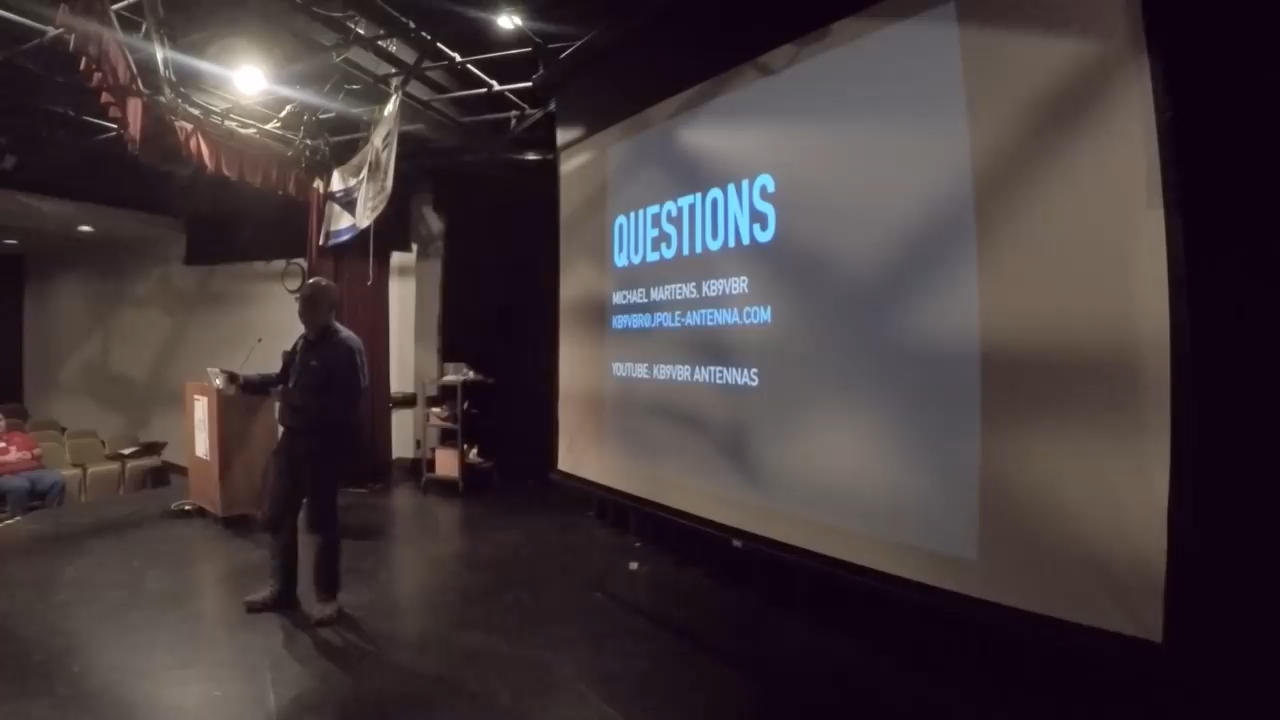 QUESTIONS
MICHAEL MARTENS, KB9VBR
KB9VBR@JPOLE-ANTENNA.COM
YOUTUBE: KB9VBR ANTENNAS